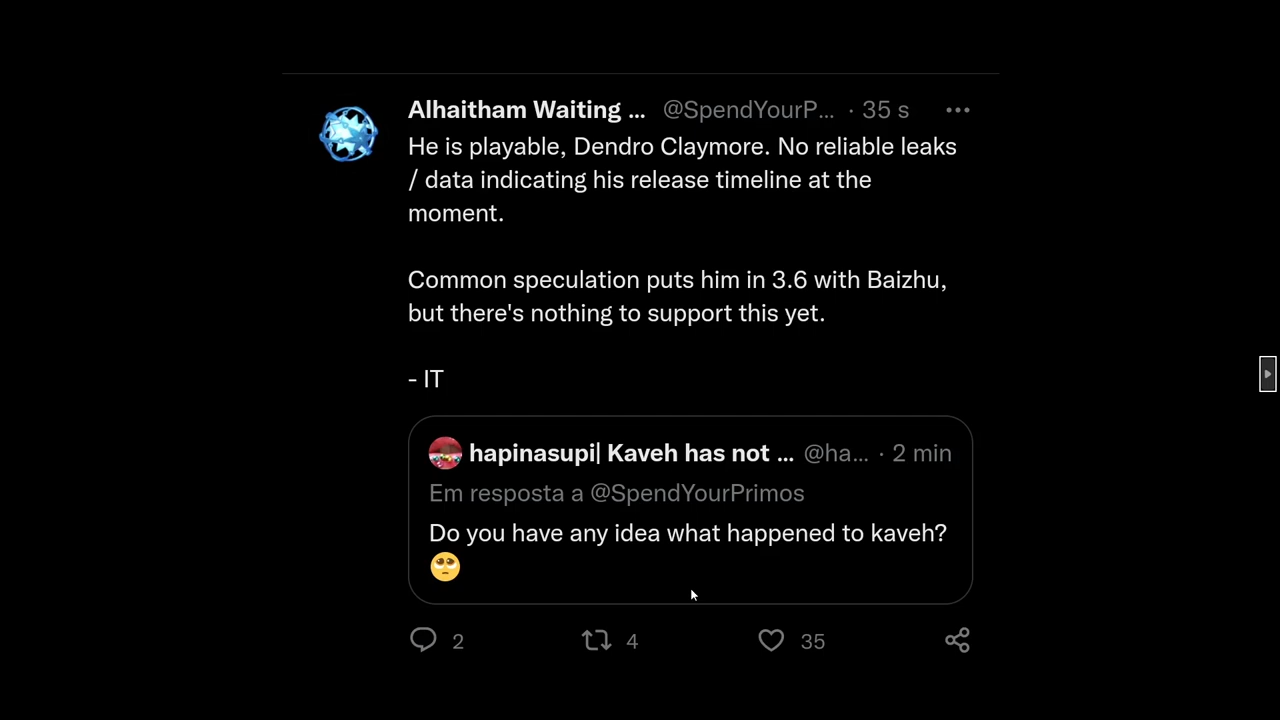 Alhaitham Waiting ... @SpendYourP... · 35 s
He is playable, Dendro Claymore. No reliable leaks
/ data indicating his release timeline at the
moment.
Common speculation puts him in 3.6 with Baizhu,
but there's nothing to support this yet.
- IT
hapinasupi| Kaveh has not ... @ha... · 2 min
Em resposta a @SpendYourPrimos
Do you have any idea what happened to kaveh?
🥺
2 4 35